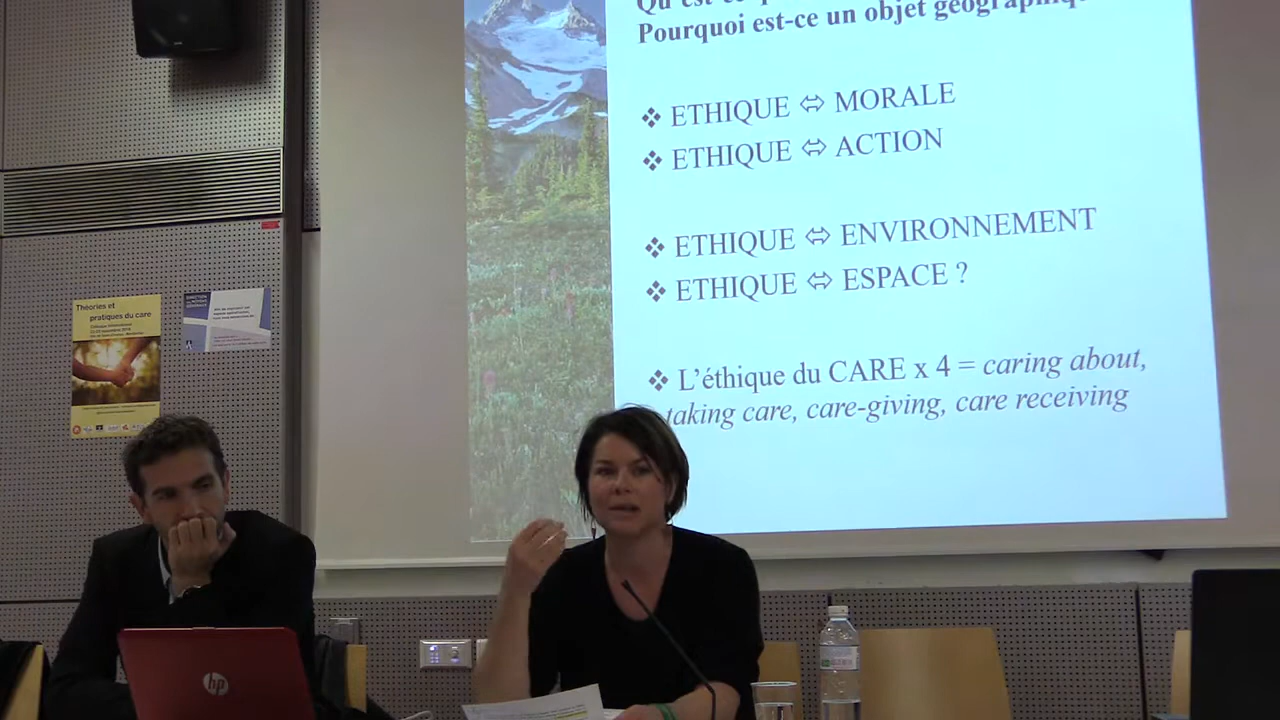 Pourquoi est-ce un objet géographique
❖ ETHIQUE ⬄ MORALE
❖ ETHIQUE ⬄ ACTION
❖ ETHIQUE ⬄ ENVIRONNEMENT
❖ ETHIQUE ⬄ ESPACE ?
❖ L'éthique du CARE x 4 = caring about,
taking care, care-giving, care receiving
Théories et
pratiques du care
hp